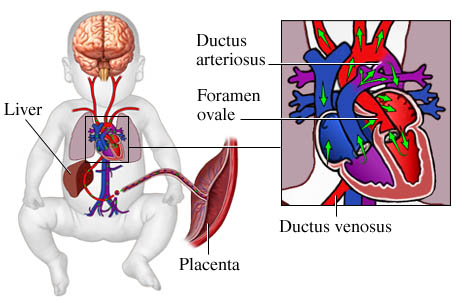 Ductus
arteriosus
Foramen
ovale
Liver
Ductus venosus
Placenta